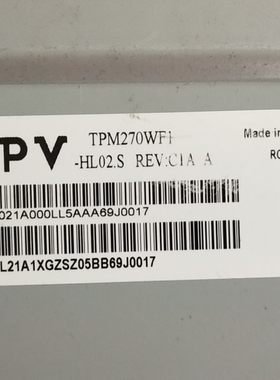 PV
TPM270WF1
-HL02.S REV:C1A A
Made in
021A000LL5AAA69J0017
L21A1XGZSZ05BB69J0017